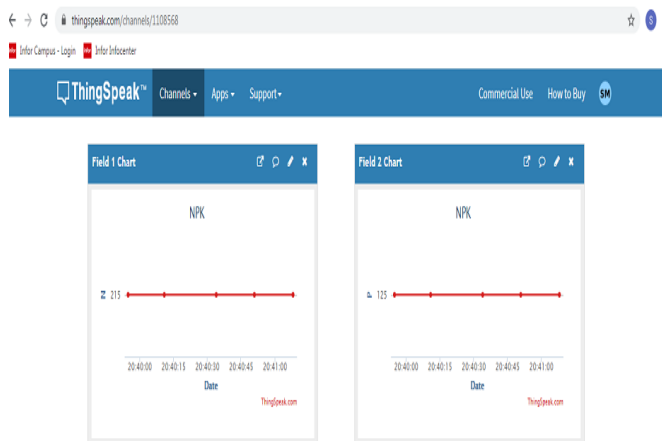 thingspeak.com/channels/1108568
S
Infor Campus - Login Infor Infocenter
ThingSpeak™ Channels Apps Support Commercial Use How to Buy SM
Field 1 Chart
NPK
N
215
20:40:00 20:40:15 20:40:30 20:40:45 20:41:00
Date
ThingSpeak.com
Field 2 Chart
NPK
P
125
20:40:00 20:40:15 20:40:30 20:40:45 20:41:00
Date
ThingSpeak.com